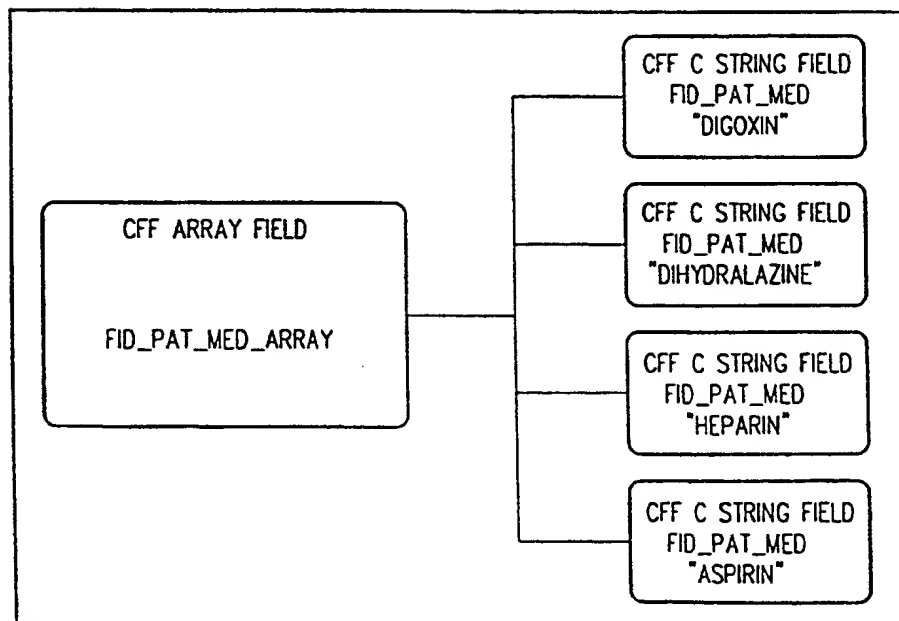 CFF ARRAY FIELD
FID_PAT_MED_ARRAY
CFF C STRING FIELD
FID_PAT_MED
"DIGOXIN"
CFF C STRING FIELD
FID_PAT_MED
"DIHYDRALAZINE"
CFF C STRING FIELD
FID_PAT_MED
"HEPARIN"
CFF C STRING FIELD
FID_PAT_MED
"ASPIRIN"